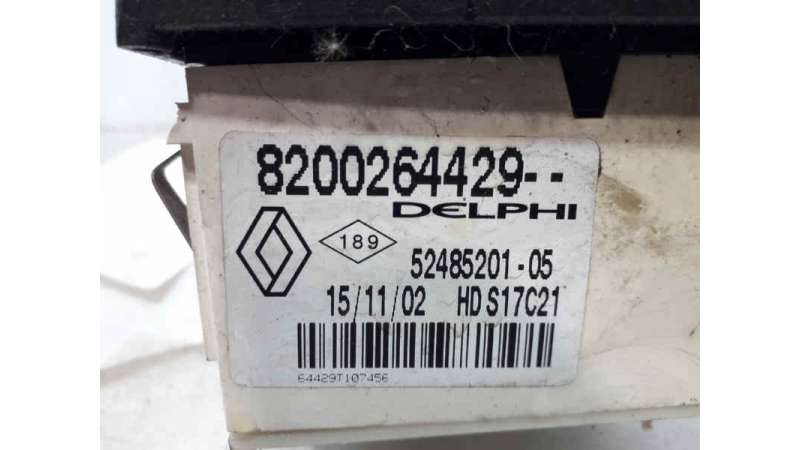 8200264429--
DELPHI
189
52485201-05
15/11/02 HD S17C21
64429T107456